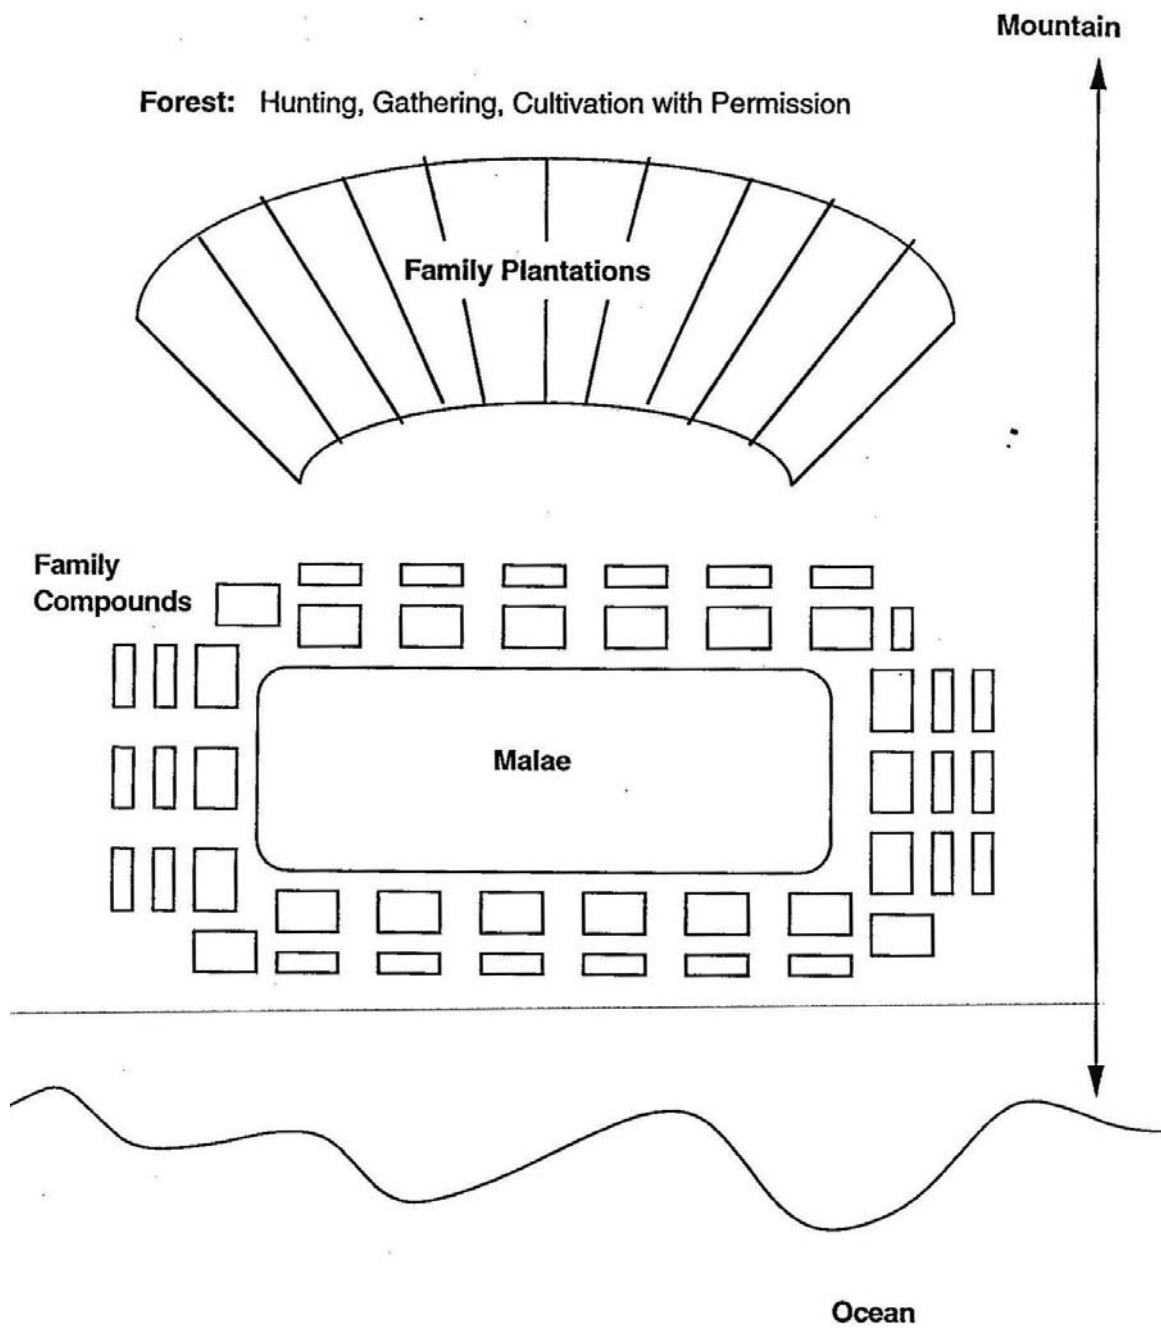 Mountain
Forest: Hunting, Gathering, Cultivation with Permission
Family Plantations
Family
Compounds
Malae
Ocean